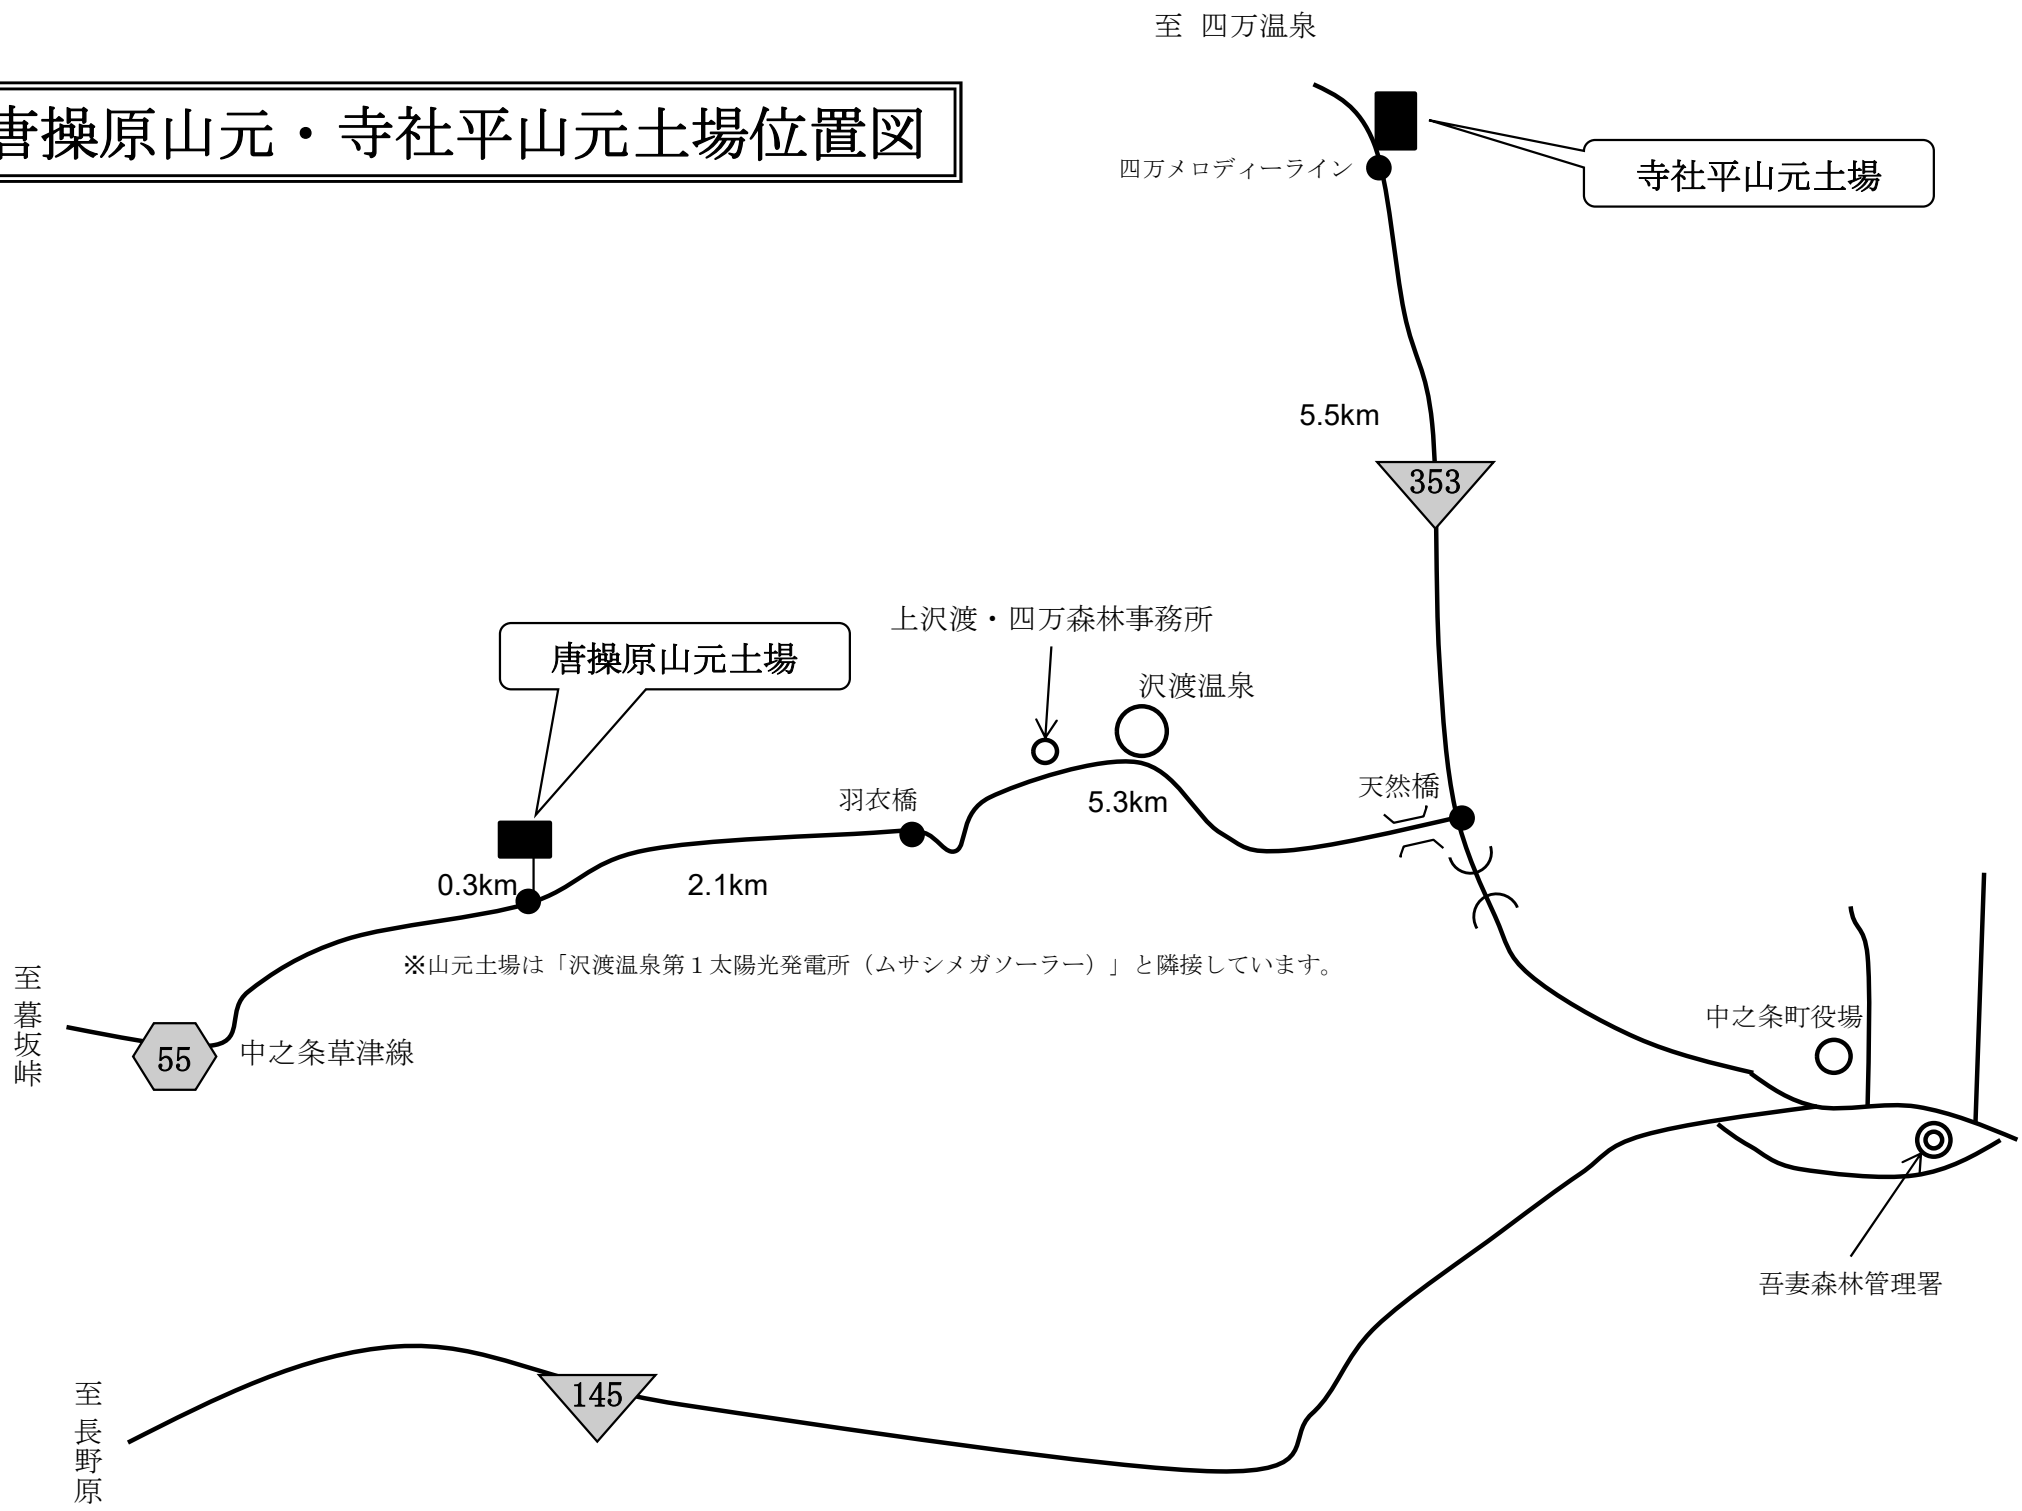 至 四万温泉
唐操原山元・寺社平山元土場位置図
四万メロディーライン
寺社平山元土場
5.5km
353
上沢渡・四万森林事務所
唐操原山元土場
沢渡温泉
天然橋
羽衣橋
5.3km
0.3km
2.1km
※山元土場は「沢渡温泉第１太陽光発電所（ムサシメガソーラー）」と隣接しています。
至 暮坂峠
中之条町役場
55
中之条草津線
吾妻森林管理署
145
至 長野原